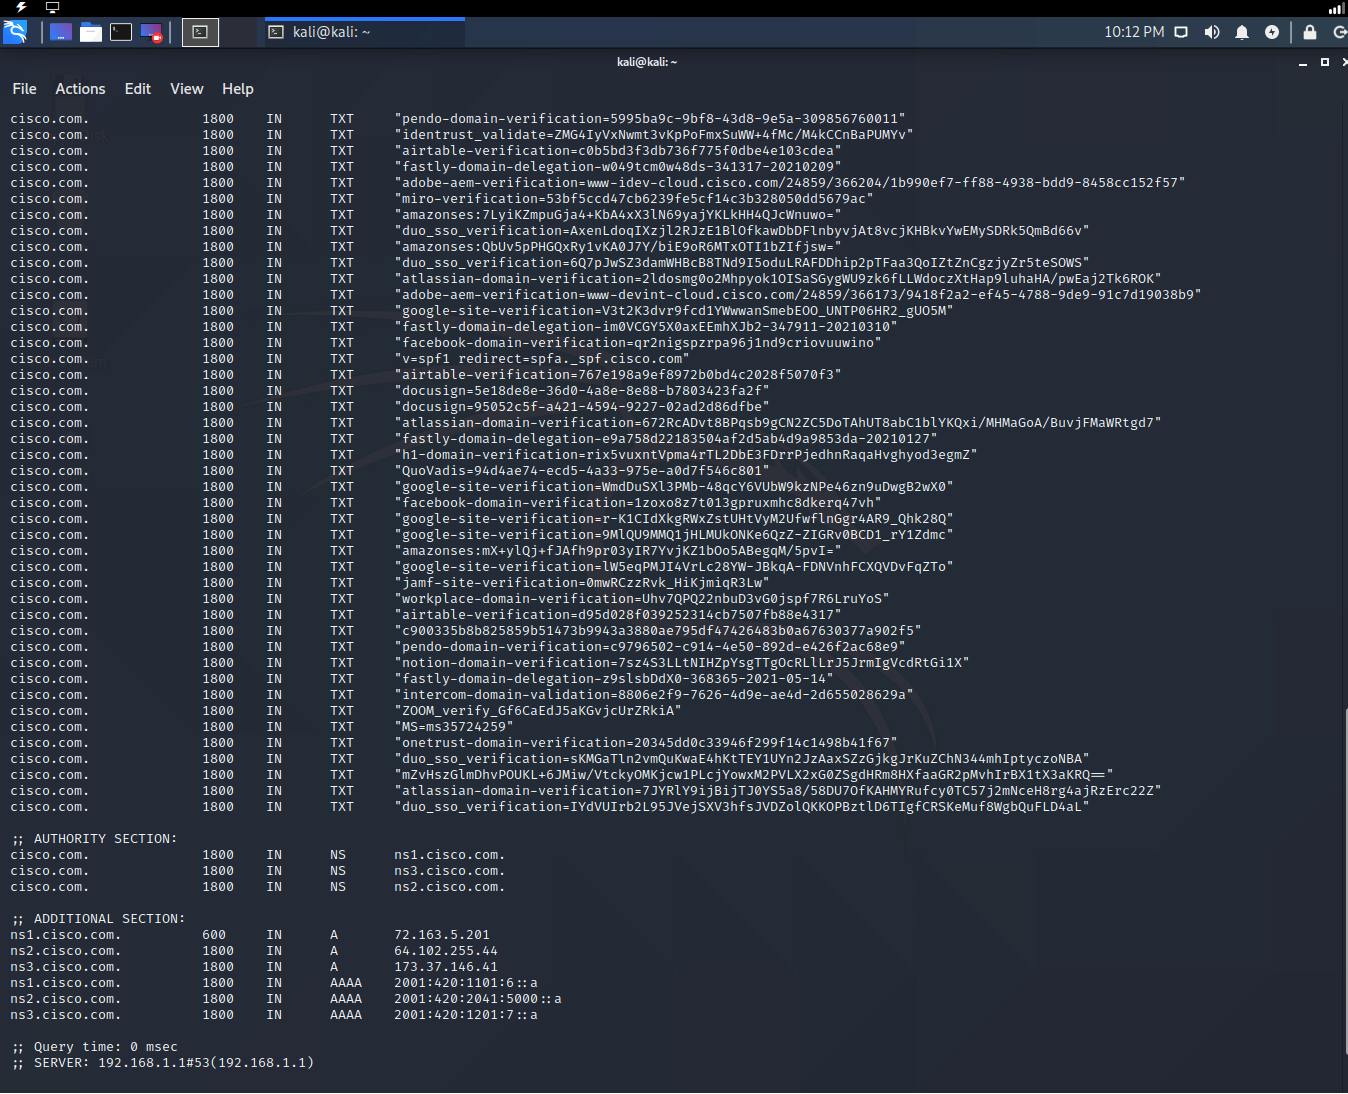 kali@kali: ~
10:12 PM
kali@kali: ~
File Actions Edit View Help
cisco.com. 1800 IN TXT "pendo-domain-verification=5995ba9c-9bf8-43d8-9e5a-309856760011"
cisco.com. 1800 IN TXT "identrust_validate=ZMG4IyVxNwmt3vKpPoFmxSuWW+4fMc/M4kCCnBaPUMYv"
cisco.com. 1800 IN TXT "airtable-verification=c0b5bd3f3db736f775f0dbe4e103cdea"
cisco.com. 1800 IN TXT "fastly-domain-delegation-w049tcm0w48ds-341317-20210209"
cisco.com. 1800 IN TXT "adobe-aem-verification=www-idev-cloud.cisco.com/24859/366204/1b990ef7-ff88-4938-bdd9-8458cc152f57"
cisco.com. 1800 IN TXT "miro-verification=53bf5ccd47cb6239fe5cf14c3b328050dd5679ac"
cisco.com. 1800 IN TXT "amazonses:7LyiKZmpuGja4+KbA4xX3lN69yajYKLkHH4QJcWnuwo="
cisco.com. 1800 IN TXT "duo_sso_verification=AxenLdoqIXzjl2RJzE1BlOfkawDbDFlnbyvjAt8vcjKHBkvYwEMySDRk5QmBd66v"
cisco.com. 1800 IN TXT "amazonses:QbUv5pPHGQxRy1vKA0J7Y/biE9oR6MTxOTI1bZIfjsw="
cisco.com. 1800 IN TXT "duo_sso_verification=6Q7pJwSZ3damWHBcB8TNd9I5oduLRAFDDhip2pTFaa3QoIZtZnCgzjyZr5teSOWS"
cisco.com. 1800 IN TXT "atlassian-domain-verification=2ldosmg0o2Mhpyok1OISaSGygWU9zk6fLLWdoczXtHap9luhaHA/pwEaj2Tk6ROK"
cisco.com. 1800 IN TXT "adobe-aem-verification=www-devint-cloud.cisco.com/24859/366173/9418f2a2-ef45-4788-9de9-91c7d19038b9"
cisco.com. 1800 IN TXT "google-site-verification=V3t2K3dvr9fcd1YWwwanSmebEOO_UNTP06HR2_gUO5M"
cisco.com. 1800 IN TXT "fastly-domain-delegation-im0VCGY5X0axEEmhXJb2-347911-20210310"
cisco.com. 1800 IN TXT "facebook-domain-verification=qr2nigspzrpa96j1nd9criovuuwino"
cisco.com. 1800 IN TXT "v=spf1 redirect=spfa._spf.cisco.com"
cisco.com. 1800 IN TXT "airtable-verification=767e198a9ef8972b0bd4c2028f5070f3"
cisco.com. 1800 IN TXT "docusign=5e18de8e-36d0-4a8e-8e88-b7803423fa2f"
cisco.com. 1800 IN TXT "docusign=95052c5f-a421-4594-9227-02ad2d86dfbe"
cisco.com. 1800 IN TXT "atlassian-domain-verification=672RcADvt8BPqsb9gCN2ZC5DoTAhUT8abC1blYKQxi/MHMaGoA/BuvjFMaWRtgd7"
cisco.com. 1800 IN TXT "fastly-domain-delegation-e9a758d22183504af2d5ab4d9a9853da-20210127"
cisco.com. 1800 IN TXT "h1-domain-verification=rix5vuxntVpma4rTL2DbE3FDrrPjedhnRaqaHvghyod3egmZ"
cisco.com. 1800 IN TXT "QuoVadis=94d4ae74-ecd5-4a33-975e-a0d7f546c801"
cisco.com. 1800 IN TXT "google-site-verification=WmdDuSXl3PMb-48qcY6VUbW9kzNPe46zn9uDwgB2wX0"
cisco.com. 1800 IN TXT "facebook-domain-verification=1zoxo8z7t013gpruxmhc8dkerq47vh"
cisco.com. 1800 IN TXT "google-site-verification=r-K1CIdXkgRWxZstUHtVyM2UfwflnGgr4AR9_Qhk28Q"
cisco.com. 1800 IN TXT "google-site-verification=9MlQU9MMQ1jHLMUkONKe6QzZ-ZIGRv0BCD1_rY1Zdmc"
cisco.com. 1800 IN TXT "amazonses:mX+ylQj+fJAfh9pr03yIR7YvjKZ1bOo5ABegqM/5pvI="
cisco.com. 1800 IN TXT "google-site-verification=lW5eqPMJI4VrLc28YW-JBkqA-FDNVnhFCXQVDvFqZTo"
cisco.com. 1800 IN TXT "jamf-site-verification=0mwRCzzRvk_HiKjmiqR3Lw"
cisco.com. 1800 IN TXT "workplace-domain-verification=Uhv7QPQ22nbuD3vG0jspf7R6LruYoS"
cisco.com. 1800 IN TXT "airtable-verification=d95d028f039252314cb7507fb88e4317"
cisco.com. 1800 IN TXT "c900335b8b825859b51473b9943a3880ae795df47426483b0a67630377a902f5"
cisco.com. 1800 IN TXT "pendo-domain-verification=c9796502-c914-4e50-892d-e426f2ac68e9"
cisco.com. 1800 IN TXT "notion-domain-verification=7sz4S3LLtNIHZpYsgTTgOcRLlLrJ5JrmIgVcdRtGi1X"
cisco.com. 1800 IN TXT "fastly-domain-delegation-z9slsbDdX0-368365-2021-05-14"
cisco.com. 1800 IN TXT "intercom-domain-validation=8806e2f9-7626-4d9e-ae4d-2d655028629a"
cisco.com. 1800 IN TXT "ZOOM_verify_Gf6CaEdJ5aKGvjcUrZRkiA"
cisco.com. 1800 IN TXT "MS=ms35724259"
cisco.com. 1800 IN TXT "onetrust-domain-verification=20345dd0c33946f299f14c1498b41f67"
cisco.com. 1800 IN TXT "duo_sso_verification=sKMGaTln2vmQuKwaE4hKtTEY1UYn2JzAaxSZzGjkgJrKuZChN344mhIptyczoNBA"
cisco.com. 1800 IN TXT "mZvHszGlmDhvPOUKL+6JMiw/VtckyOMKjcw1PLcjYowxM2PVLX2xG0ZSgdHRm8HXfaaGR2pMvhIrBX1tX3aKRQ=="
cisco.com. 1800 IN TXT "atlassian-domain-verification=7JYRlY9ijBijTJ0YS5a8/58DU7OfKAHMYRufcy0TC57j2mNceH8rg4ajRzErc22Z"
cisco.com. 1800 IN TXT "duo_sso_verification=IYdVUIrb2L95JVejSXV3hfsJVDZolQKKOPBztlD6TIgfCRSKeMuf8WgbQuFLD4aL"
;; AUTHORITY SECTION:
cisco.com. 1800 IN NS ns1.cisco.com.
cisco.com. 1800 IN NS ns3.cisco.com.
cisco.com. 1800 IN NS ns2.cisco.com.
;; ADDITIONAL SECTION:
ns1.cisco.com. 600 IN A 72.163.5.201
ns2.cisco.com. 1800 IN A 64.102.255.44
ns3.cisco.com. 1800 IN A 173.37.146.41
ns1.cisco.com. 1800 IN AAAA 2001:420:1101:6::a
ns2.cisco.com. 1800 IN AAAA 2001:420:2041:5000::a
ns3.cisco.com. 1800 IN AAAA 2001:420:1201:7::a
;; Query time: 0 msec
;; SERVER: 192.168.1.1#53(192.168.1.1)